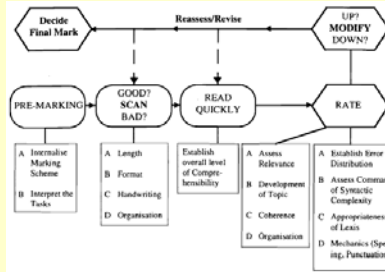 Decide
Final Mark
Reassess/Revise
UP?
MODIFY
DOWN?
PRE-MARKING
GOOD?
SCAN
BAD?
READ
QUICKLY
RATE
A Internalise
Marking
Scheme
B Interpret the
Tasks
A Length
B Format
C Handwriting
D Organisation
Establish
overall level of
Compre-
hensibility
A Assess
Relevance
B Development
of Topic
C Coherence
D Organisation
A Establish Error
Distribution
B Assess Comman
of Syntactic
Complexity
C Appropriateness
of Lexis
D Mechanics (Spe
ing, Punctuation